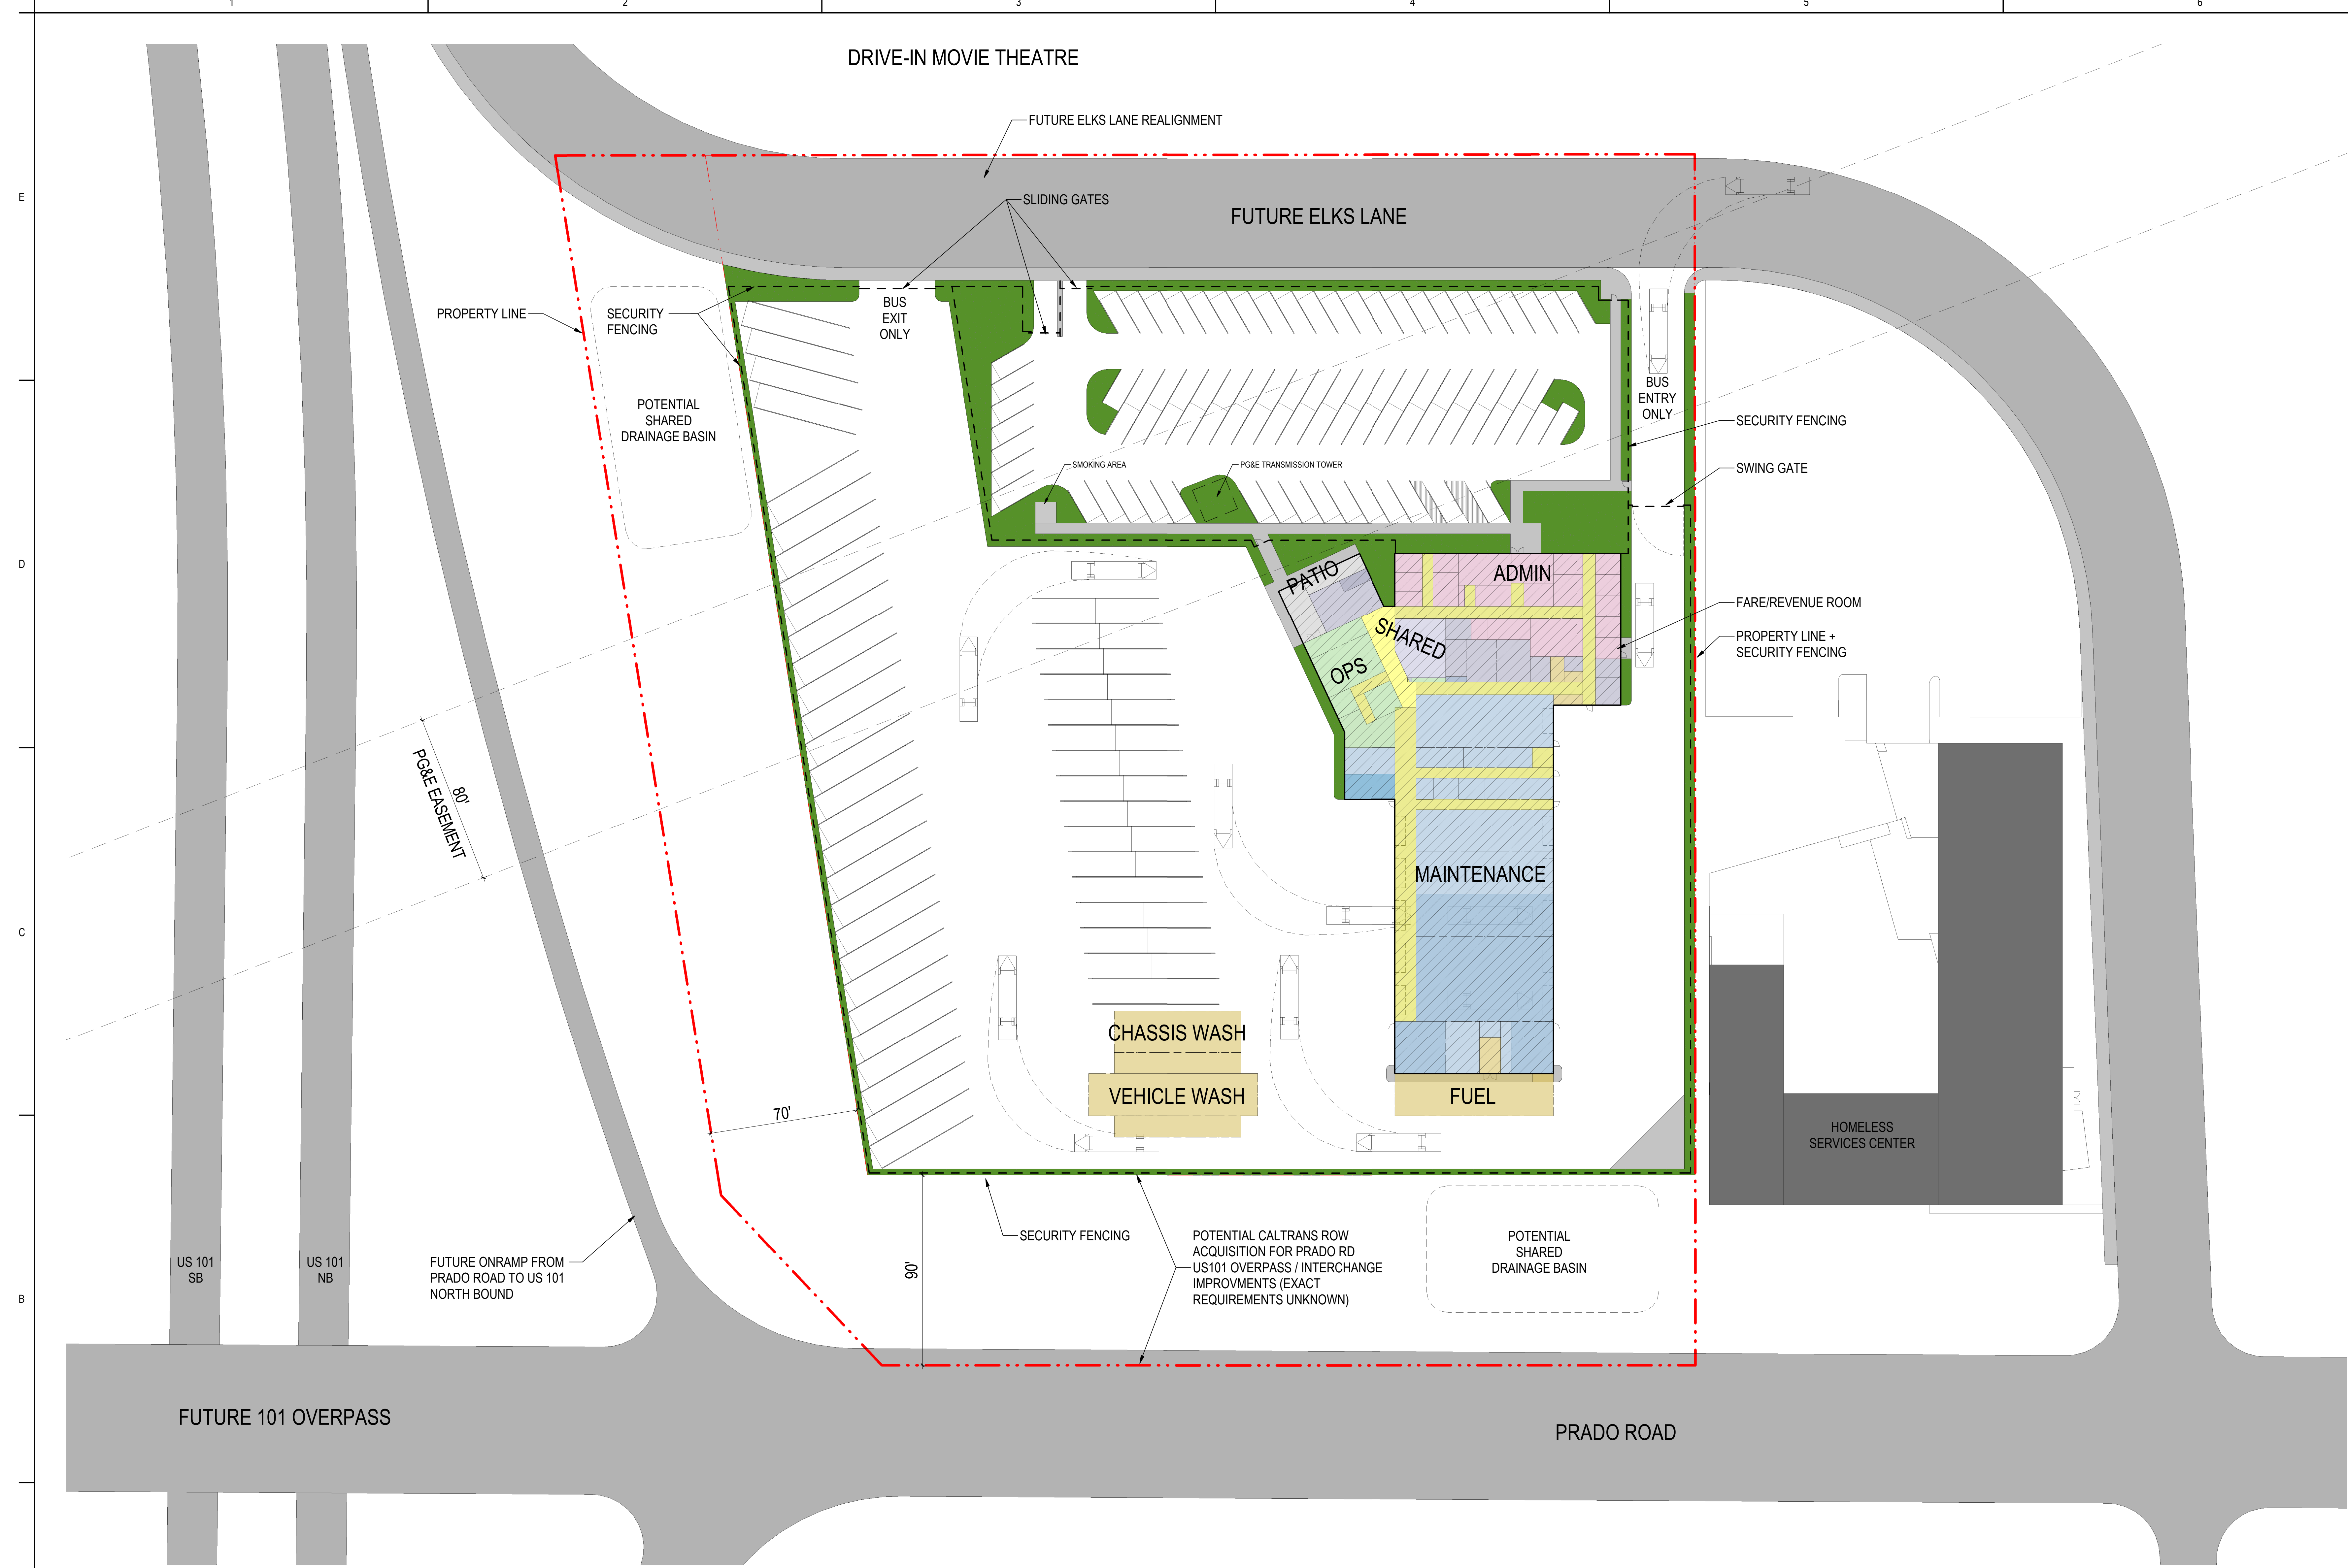 1
2
3
4
5
6
DRIVE-IN MOVIE THEATRE
FUTURE ELKS LANE REALIGNMENT
E
SLIDING GATES
FUTURE ELKS LANE
PROPERTY LINE
SECURITY
FENCING
BUS
EXIT
ONLY
BUS
ENTRY
ONLY
POTENTIAL
SHARED
DRAINAGE BASIN
SECURITY FENCING
SMOKING AREA
PG&E TRANSMISSION TOWER
SWING GATE
D
PATIO
ADMIN
SHARED
OPS
FARE/REVENUE ROOM
PROPERTY LINE +
SECURITY FENCING
80'
PG&E EASEMENT
MAINTENANCE
C
CHASSIS WASH
VEHICLE WASH
FUEL
70'
HOMELESS
SERVICES CENTER
90'
SECURITY FENCING
POTENTIAL CALTRANS ROW
ACQUISITION FOR PRADO RD
US101 OVERPASS / INTERCHANGE
IMPROVMENTS (EXACT
REQUIREMENTS UNKNOWN)
POTENTIAL
SHARED
DRAINAGE BASIN
US 101
SB
US 101
NB
FUTURE ONRAMP FROM
PRADO ROAD TO US 101
NORTH BOUND
B
FUTURE 101 OVERPASS
PRADO ROAD